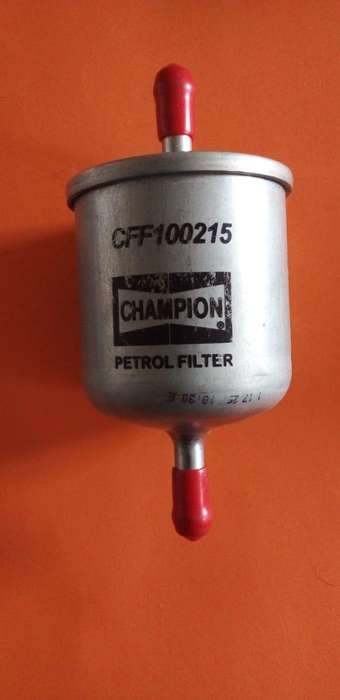 CFF100215
CHAMPION
®
PETROL FILTER